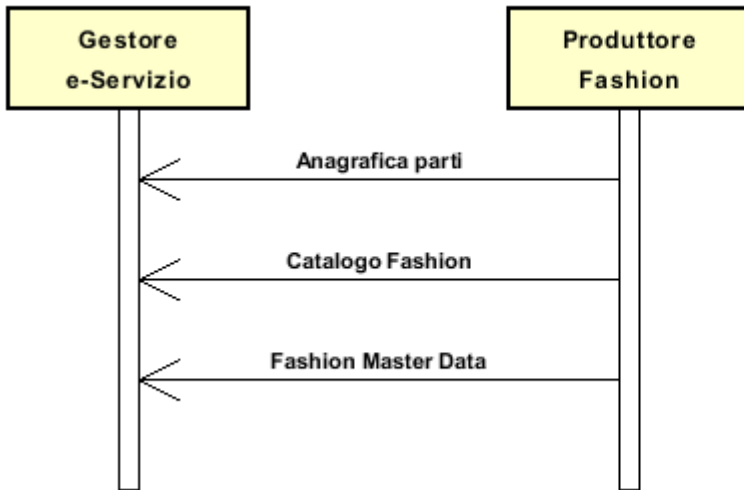 Gestore
e-Servizio
Produttore
Fashion
Anagrafica parti
Catalogo Fashion
Fashion Master Data